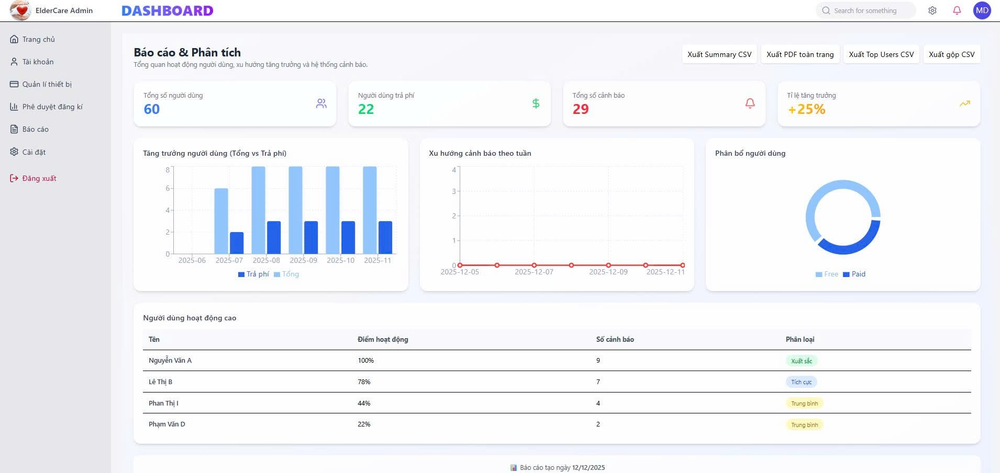 ElderCare Admin
DASHBOARD
Search for something
MD
Trang chủ
Tài khoản
Quản lí thiết bị
Phê duyệt đăng kí
Báo cáo
Cài đặt
Đăng xuất
Báo cáo & Phân tích
Tổng quan hoạt động người dùng, xu hướng tăng trưởng và hệ thống cảnh báo.
Xuất Summary CSV
Xuất PDF toàn trang
Xuất Top Users CSV
Xuất gộp CSV
Tổng số người dùng
60
Người dùng trả phí
22
Tổng số cảnh báo
29
Tỉ lệ tăng trưởng
+25%
Tăng trưởng người dùng (Tổng vs Trả phí)
8
6
4
2
0
2025-06 2025-07 2025-08 2025-09 2025-10 2025-11
Trả phí Tổng
Xu hướng cảnh báo theo tuần
4
3
2
1
0
2025-12-05 2025-12-07 2025-12-09 2025-12-11
Phân bổ người dùng
Free Paid
Người dùng hoạt động cao
Tên Điểm hoạt động Số cảnh báo Phân loại
Nguyễn Văn A 100% 9 Xuất sắc
Lê Thị B 78% 7 Tích cực
Phan Thị I 44% 4 Trung bình
Phạm Văn D 22% 2 Trung bình
Báo cáo tạo ngày 12/12/2025